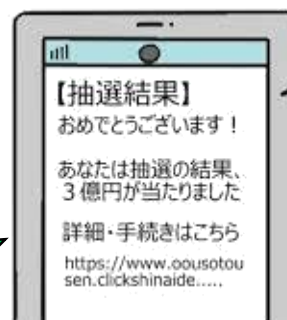 【抽選結果】
おめでとうございます！
あなたは抽選の結果、
３億円が当たりました
詳細・手続きはこちら
https://www.oousotou
sen.clickshinaide.....